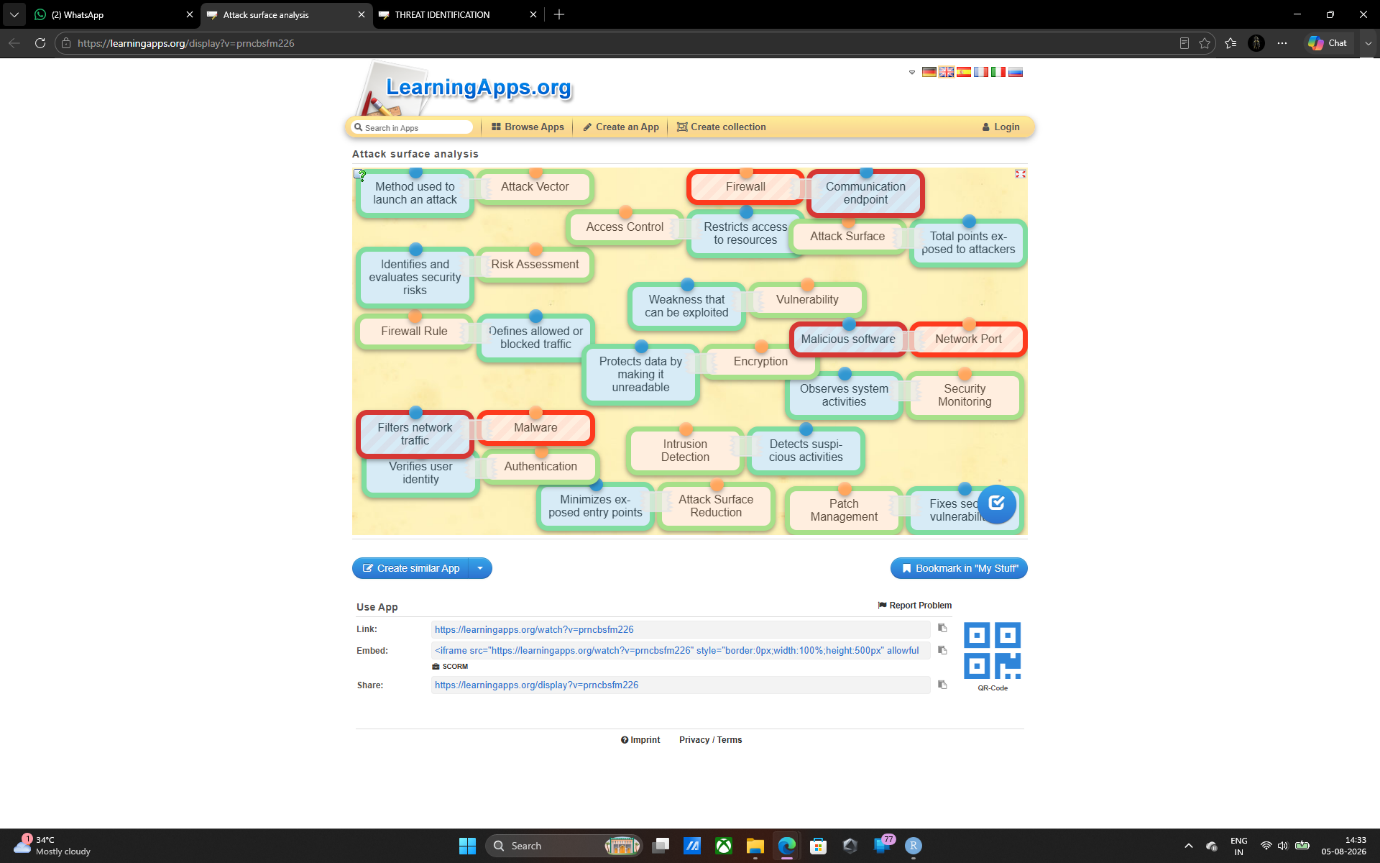 (2) WhatsApp
Attack surface analysis
THREAT IDENTIFICATION
https://learningapps.org/display?v=prncbsfm226
Chat
LearningApps.org
Search in Apps
Browse Apps
Create an App
Create collection
Login
Attack surface analysis
Method used to
launch an attack
Attack Vector
Firewall
Communication
endpoint
Access Control
Restricts access
to resources
Attack Surface
Total points ex-
posed to attackers
Identifies and
evaluates security
risks
Risk Assessment
Weakness that
can be exploited
Vulnerability
Firewall Rule
Defines allowed or
blocked traffic
Malicious software
Network Port
Protects data by
making it
unreadable
Encryption
Observes system
activities
Security
Monitoring
Filters network
traffic
Malware
Intrusion
Detection
Detects suspi-
cious activities
Verifies user
identity
Authentication
Minimizes ex-
posed entry points
Attack Surface
Reduction
Patch
Management
Fixes
Create similar App
Bookmark in "My Stuff"
Use App
Report Problem
Link:
https://learningapps.org/watch?v=prncbsfm226
Embed:
<iframe src="https://learningapps.org/watch?v=prncbsfm226" style="border:0px;width:100%;height:500px" allowful
SCORM
Share:
https://learningapps.org/display?v=prncbsfm226
QR-Code
Imprint
Privacy / Terms
1
34°C
Mostly cloudy
Search
77
R
ENG
IN
14:33
05-08-2026